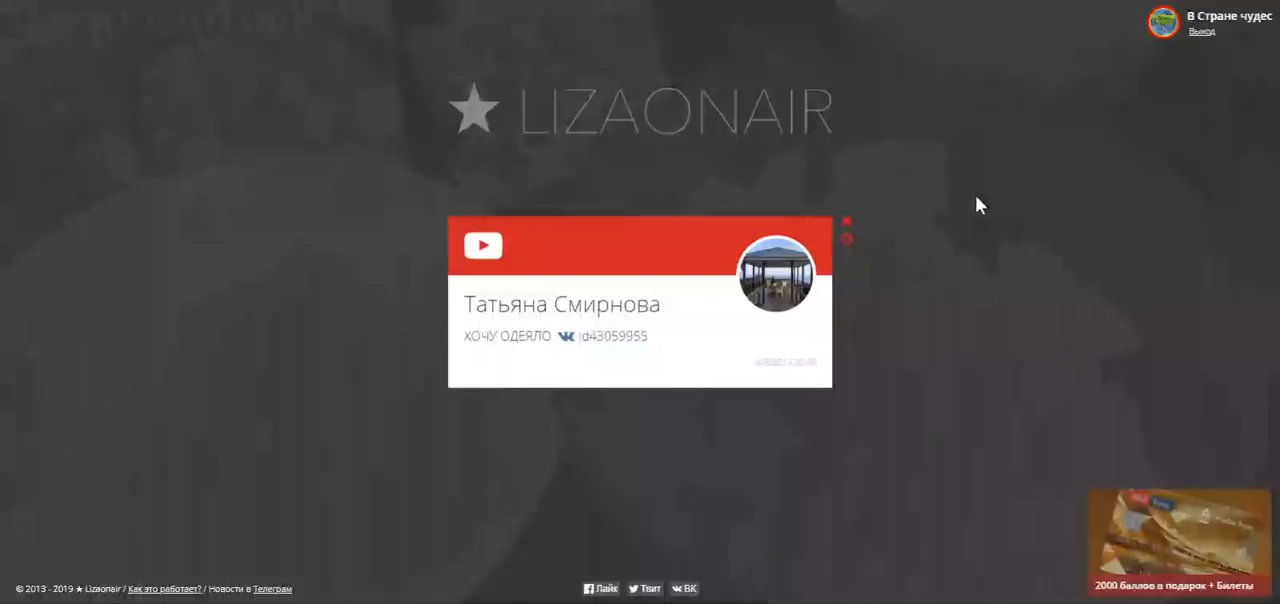 В Стране чудес
Выход
★ LIZAONAIR
Татьяна Смирнова
ХОЧУ ОДЕЯЛО id43059955
2000 баллов в подарок + Билеты
© 2013 - 2019 ★ Lizaonair / Как это работает? / Новости в Телеграм
Лайк Твит ВК